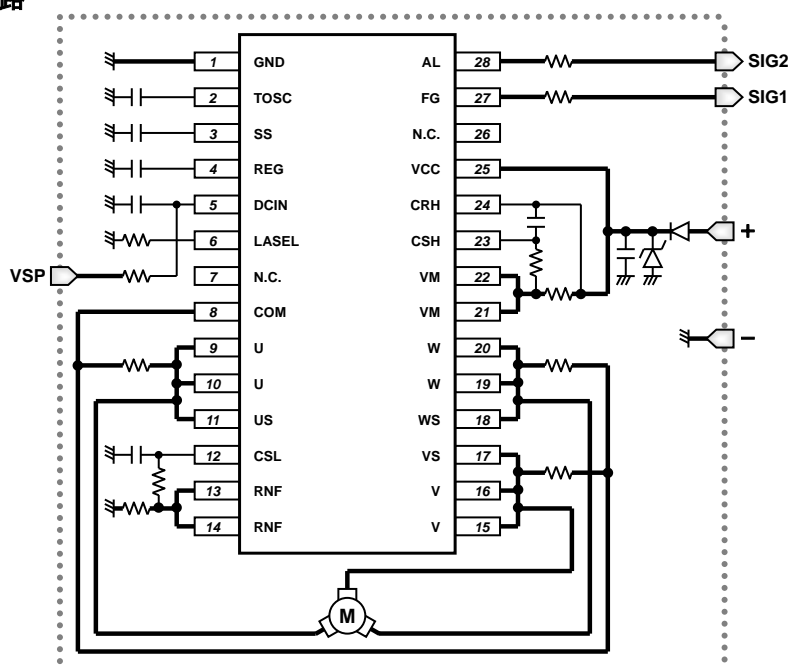 路
1 GND AL 28 SIG2
2 TOSC FG 27 SIG1
3 SS N.C. 26
4 REG VCC 25
5 DCIN CRH 24
+
6 LASEL CSH 23
VSP 7 N.C. VM 22
8 COM VM 21
−
9 U W 20
10 U W 19
11 US WS 18
12 CSL VS 17
13 RNF V 16
14 RNF V 15
M